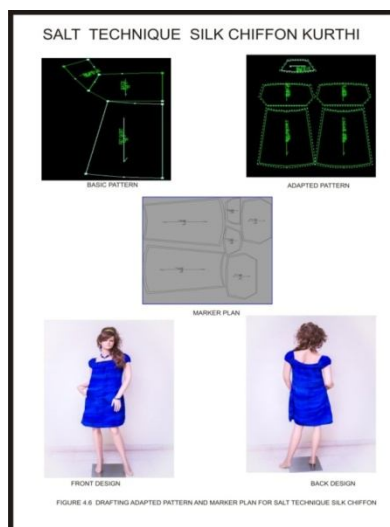 SALT TECHNIQUE SILK CHIFFON KURTHI
BASIC PATTERN
ADAPTED PATTERN
MARKER PLAN
FRONT DESIGN
BACK DESIGN
FIGURE 4.6 DRAFTING ADAPTED PATTERN AND MARKER PLAN FOR SALT TECHNIQUE SILK CHIFFON